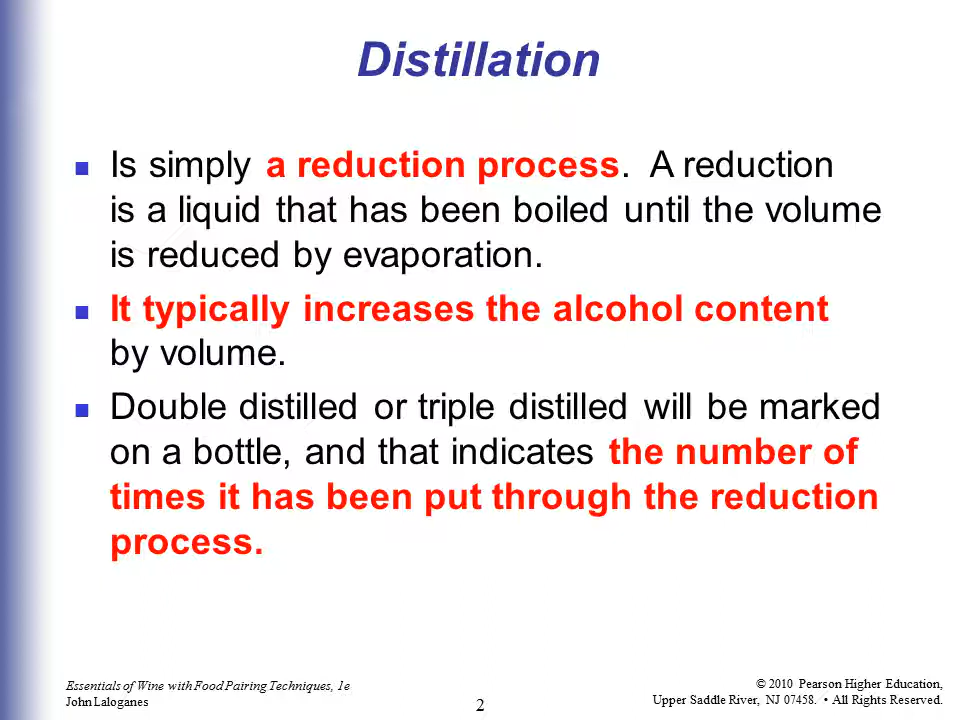 Distillation
Is simply a reduction process. A reduction
is a liquid that has been boiled until the volume
is reduced by evaporation.
It typically increases the alcohol content
by volume.
Double distilled or triple distilled will be marked
on a bottle, and that indicates the number of
times it has been put through the reduction
process.
Essentials of Wine with Food Pairing Techniques, 1e
John Laloganes
2
© 2010 Pearson Higher Education,
Upper Saddle River, NJ 07458. • All Rights Reserved.